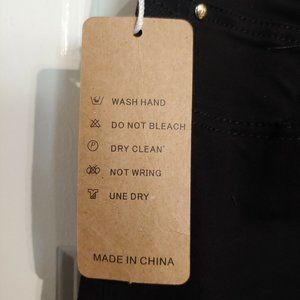 WASH HAND
DO NOT BLEACH
P DRY CLEAN'
NOT WRING
UNE DRY
MADE IN CHINA